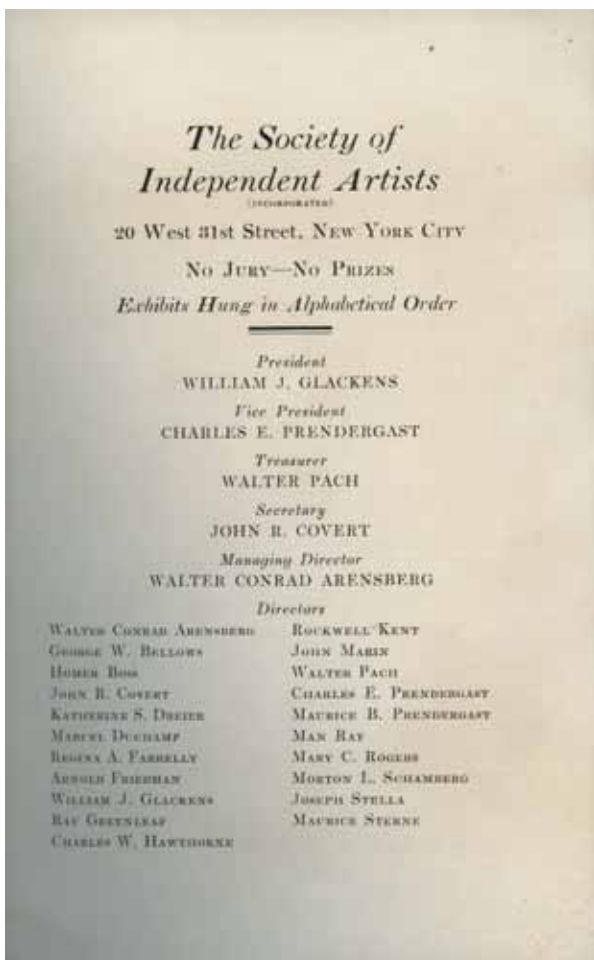 The Society of
Independent Artists
(INCORPORATED)
20 West 31st Street, New York City
No Jury—No Prizes
Exhibits Hung in Alphabetical Order
President
WILLIAM J. GLACKENS
Vice President
CHARLES E. PRENDERGAST
Treasurer
WALTER PACH
Secretary
JOHN R. COVERT
Managing Director
WALTER CONRAD ARENSBERG
Directors
Walter Conrad Arensberg
George W. Bellows
Homer Boss
John R. Covert
Katherine S. Dreier
Marcel Duchamp
Regina A. Farrelly
Arnold Friedman
William J. Glackens
Ray Greenleaf
Charles W. Hawthorne
Rockwell Kent
John Marin
Walter Pach
Charles E. Prendergast
Maurice B. Prendergast
Man Ray
Mary C. Rogers
Morton L. Schamberg
Joseph Stella
Maurice Sterne